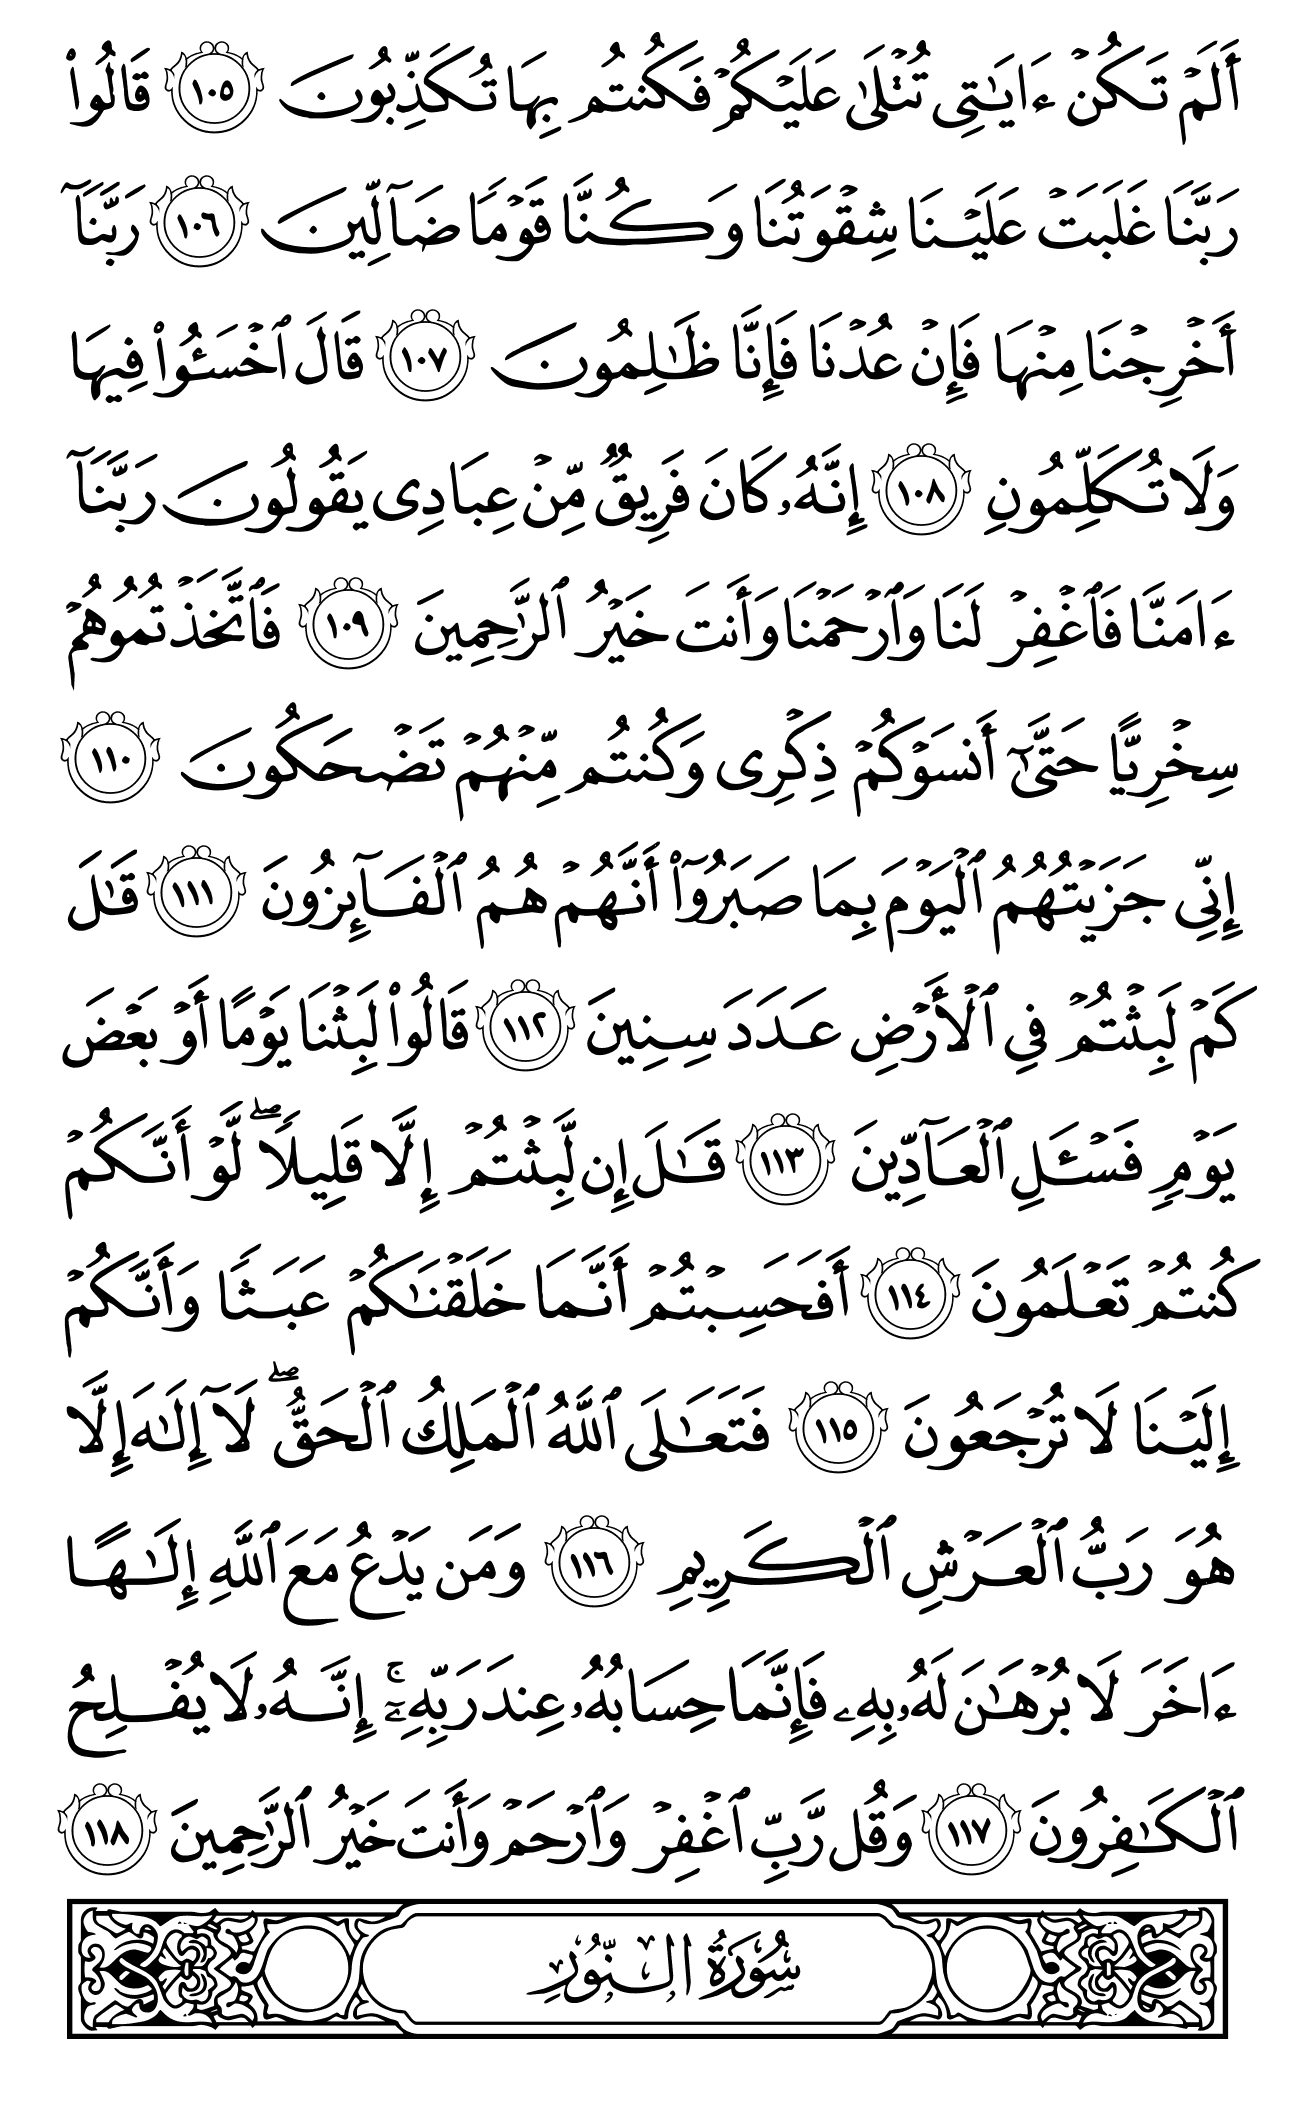 أَلَمْ تَكُنْ ءَايَٰتِى تُتْلَىٰ عَلَيْكُمْ فَكُنتُم بِهَا تُكَذِّبُونَ ١٠٥ قَالُوا۟
رَبَّنَا غَلَبَتْ عَلَيْنَا شِقْوَتُنَا وَكُنَّا قَوْمًا ضَآلِّينَ ١٠٦ رَبَّنَآ
أَخْرِجْنَا مِنْهَا فَإِنْ عُدْنَا فَإِنَّا ظَٰلِمُونَ ١٠٧ قَالَ ٱخْسَـُٔوا۟ فِيهَا
وَلَا تُكَلِّمُونِ ١٠٨ إِنَّهُۥ كَانَ فَرِيقٌ مِّنْ عِبَادِى يَقُولُونَ رَبَّنَآ
ءَامَنَّا فَٱغْفِرْ لَنَا وَٱرْحَمْنَا وَأَنتَ خَيْرُ ٱلرَّٰحِمِينَ ١٠٩ فَٱتَّخَذْتُمُوهُمْ
سِخْرِيًّا حَتَّىٰٓ أَنسَوْكُمْ ذِكْرِى وَكُنتُم مِّنْهُمْ تَضْحَكُونَ ١١٠
إِنِّى جَزَيْتُهُمُ ٱلْيَوْمَ بِمَا صَبَرُوٓا۟ أَنَّهُمْ هُمُ ٱلْفَآئِزُونَ ١١١ قَٰلَ
كَمْ لَبِثْتُمْ فِى ٱلْأَرْضِ عَدَدَ سِنِينَ ١١٢ قَالُوا۟ لَبِثْنَا يَوْمًا أَوْ بَعْضَ
يَوْمٍ فَسْـَٔلِ ٱلْعَآدِّينَ ١١٣ قَٰلَ إِن لَّبِثْتُمْ إِلَّا قَلِيلًا ۖ لَّوْ أَنَّكُمْ
كُنتُمْ تَعْلَمُونَ ١١٤ أَفَحَسِبْتُمْ أَنَّمَا خَلَقْنَٰكُمْ عَبَثًا وَأَنَّكُمْ
إِلَيْنَا لَا تُرْجَعُونَ ١١٥ فَتَعَٰلَى ٱللَّهُ ٱلْمَلِكُ ٱلْحَقُّ ۖ لَآ إِلَٰهَ إِلَّا
هُوَ رَبُّ ٱلْعَرْشِ ٱلْكَرِيمِ ١١٦ وَمَن يَدْعُ مَعَ ٱللَّهِ إِلَٰهًا
ءَاخَرَ لَا بُرْهَٰنَ لَهُۥ بِهِۦ فَإِنَّمَا حِسَابُهُۥ عِندَ رَبِّهِۦٓ ۚ إِنَّهُۥ لَا يُفْلِحُ
ٱلْكَٰفِرُونَ ١١٧ وَقُل رَّبِّ ٱغْفِرْ وَٱرْحَمْ وَأَنتَ خَيْرُ ٱلرَّٰحِمِينَ ١١٨
سُورَةُ النُّورِ